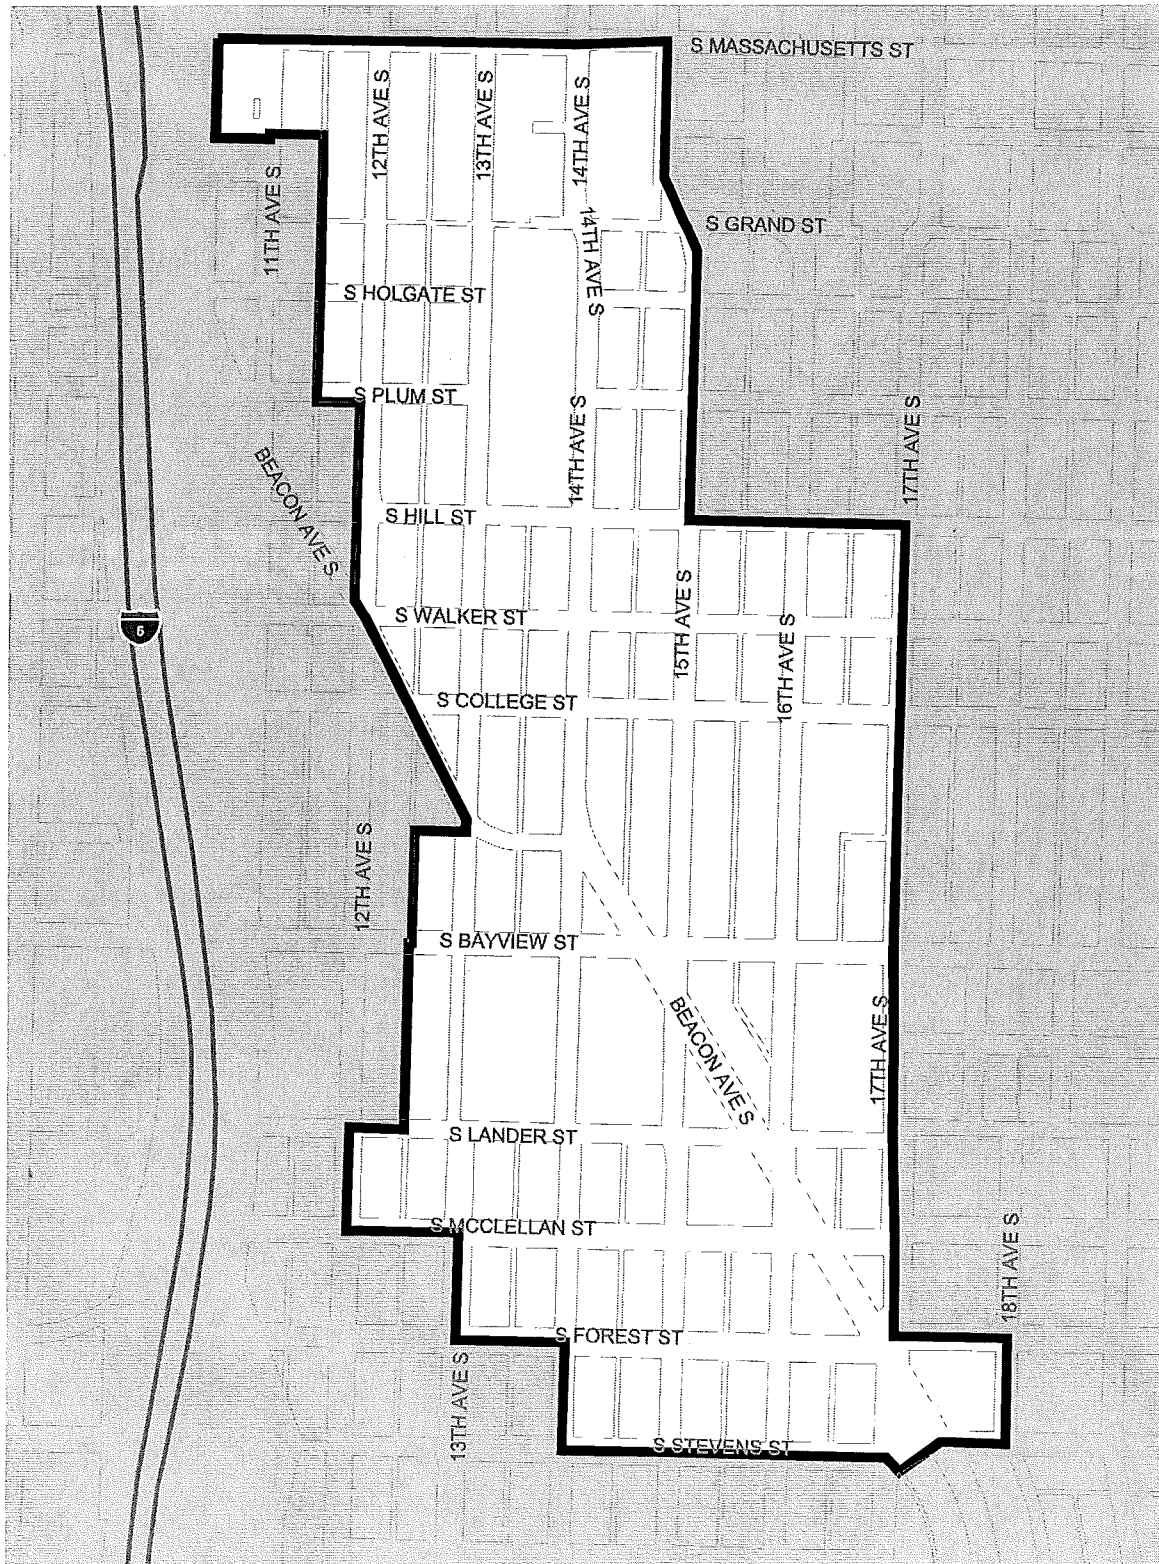 S MASSACHUSETTS ST
12TH AVE S
13TH AVE S
14TH AVE S
11TH AVE S
14TH AVE S
S GRAND ST
S HOLGATE ST
S PLUM ST
14TH AVE S
17TH AVE S
BEACON AVE S
S HILL ST
15TH AVE S
16TH AVE S
S WALKER ST
6
S COLLEGE ST
12TH AVE S
S BAYVIEW ST
BEACON AVE S
17TH AVE S
S LANDER ST
S MCCLELLAN ST
18TH AVE S
S FOREST ST
13TH AVE S
S STEVENS ST